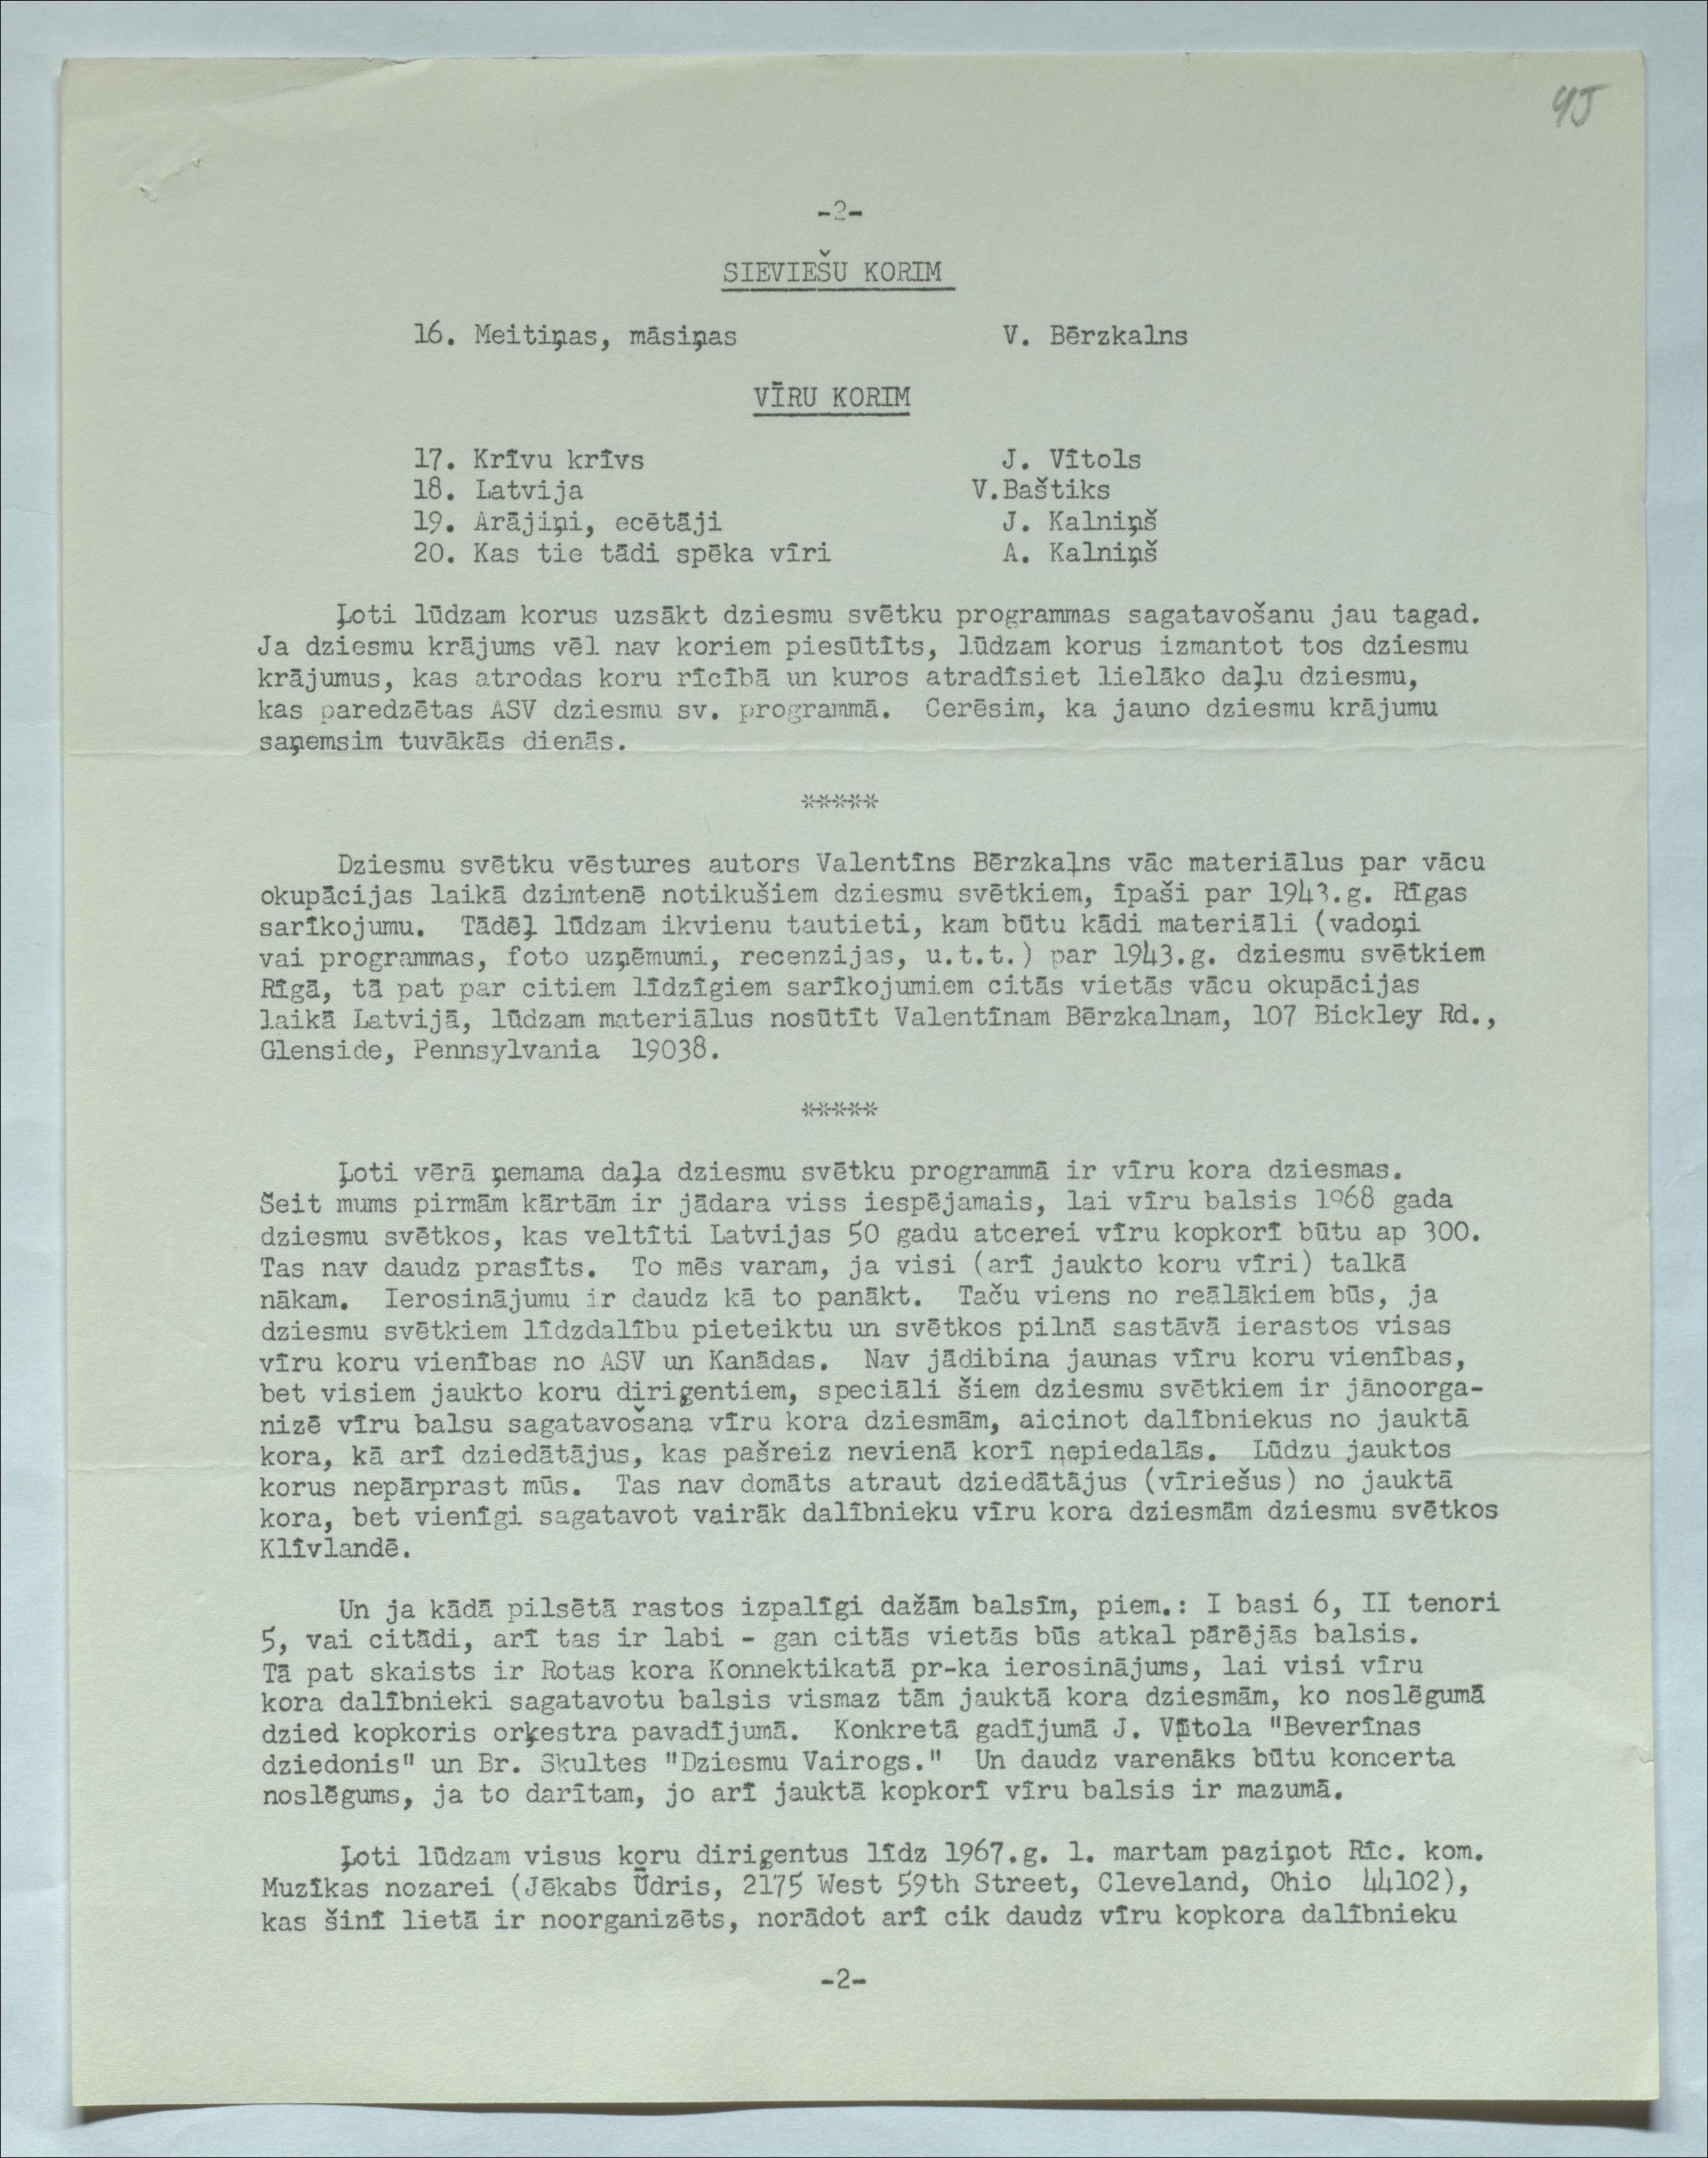 45
-2-
SIEVIEŠU KORIM
16. Meitiņas, māsiņas V. Bērzkalns
VĪRU KORIM
17. Krīvu krīvs J. Vītols
18. Latvija V.Baštiks
19. Arājiņi, ecētāji J. Kalniņš
20. Kas tie tādi spēka vīri A. Kalniņš
Ļoti lūdzam korus uzsākt dziesmu svētku programmas sagatavošanu jau tagad.
Ja dziesmu krājums vēl nav koriem piesūtīts, lūdzam korus izmantot tos dziesmu
krājumus, kas atrodas koru rīcībā un kuros atradīsiet lielāko daļu dziesmu,
kas paredzētas ASV dziesmu sv. programmā. Cerēsim, ka jauno dziesmu krājumu
saņemsim tuvākās dienās.
*****
Dziesmu svētku vēstures autors Valentīns Bērzkaļns vāc materiālus par vācu
okupācijas laikā dzimtenē notikušiem dziesmu svētkiem, īpaši par 1943.g. Rīgas
sarīkojumu. Tādēļ lūdzam ikvienu tautieti, kam būtu kādi materiāli (vadoņi
vai programmas, foto uzņēmumi, recenzijas, u.t.t.) par 1943.g. dziesmu svētkiem
Rīgā, tā pat par citiem līdzīgiem sarīkojumiem citās vietās vācu okupācijas
laikā Latvijā, lūdzam materiālus nosūtīt Valentīnam Bērzkalnam, 107 Bickley Rd.,
Glenside, Pennsylvania 19038.
*****
Ļoti vērā ņemama daļa dziesmu svētku programmā ir vīru kora dziesmas.
Šeit mums pirmām kārtām ir jādara viss iespējamais, lai vīru balsis 1968 gada
dziesmu svētkos, kas veltīti Latvijas 50 gadu atcerei vīru kopkorī būtu ap 300.
Tas nav daudz prasīts. To mēs varam, ja visi (arī jaukto koru vīri) talkā
nākam. Ierosinājumu ir daudz kā to panākt. Taču viens no reālākiem būs, ja
dziesmu svētkiem līdzdalību pieteiktu un svētkos pilnā sastāvā ierastos visas
vīru koru vienības no ASV un Kanādas. Nav jādibina jaunas vīru koru vienības,
bet visiem jaukto koru diriģentiem, speciāli šiem dziesmu svētkiem ir jānoorga-
nizē vīru balsu sagatavošana vīru kora dziesmām, aicinot dalībniekus no jauktā
kora, kā arī dziedātājus, kas pašreiz nevienā korī nepiedalās. Lūdzu jauktos
korus nepārprast mūs. Tas nav domāts atraut dziedātājus (vīriešus) no jauktā
kora, bet vienīgi sagatavot vairāk dalībnieku vīru kora dziesmām dziesmu svētkos
Klīvlandē.
Un ja kādā pilsētā rastos izpalīgi dažām balsīm, piem.: I basi 6, II tenori
5, vai citādi, arī tas ir labi - gan citās vietās būs atkal pārējās balsis.
Tā pat skaists ir Rotas kora Konnektikatā pr-ka ierosinājums, lai visi vīru
kora dalībnieki sagatavotu balsis vismaz tām jauktā kora dziesmām, ko noslēgumā
dzied kopkoris orķestra pavadījumā. Konkretā gadījumā J. Vītola "Beverīnas
dziedonis" un Br. Skultes "Dziesmu Vairogs." Un daudz varenāks būtu koncerta
noslēgums, ja to darītam, jo arī jauktā kopkorī vīru balsis ir mazumā.
Ļoti lūdzam visus koru diriģentus līdz 1967.g. 1. martam paziņot Rīc. kom.
Muzīkas nozarei (Jēkabs Ūdris, 2175 West 59th Street, Cleveland, Ohio 44102),
kas šinī lietā ir noorganizēts, norādot arī cik daudz vīru kopkora dalībnieku
-2-